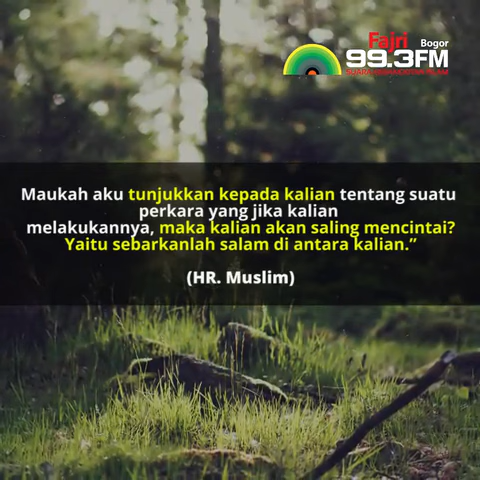 Fajri Bogor
99.3FM
Maukah aku tunjukkan kepada kalian tentang suatu
perkara yang jika kalian
melakukannya, maka kalian akan saling mencintai?
Yaitu sebarkanlah salam di antara kalian.”
(HR. Muslim)